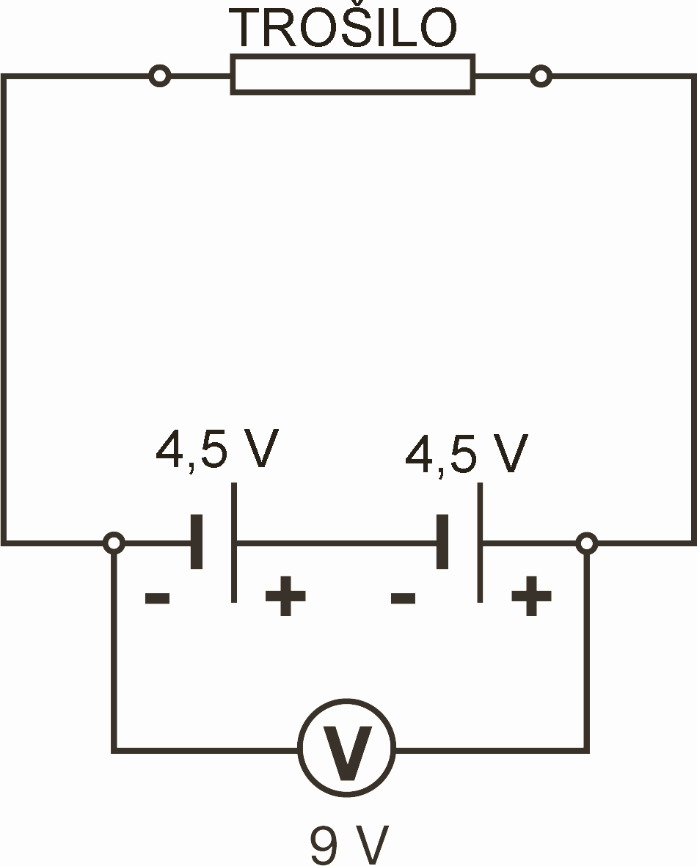 TROŠILO
4,5 V
4,5 V
- + - +
V
9 V